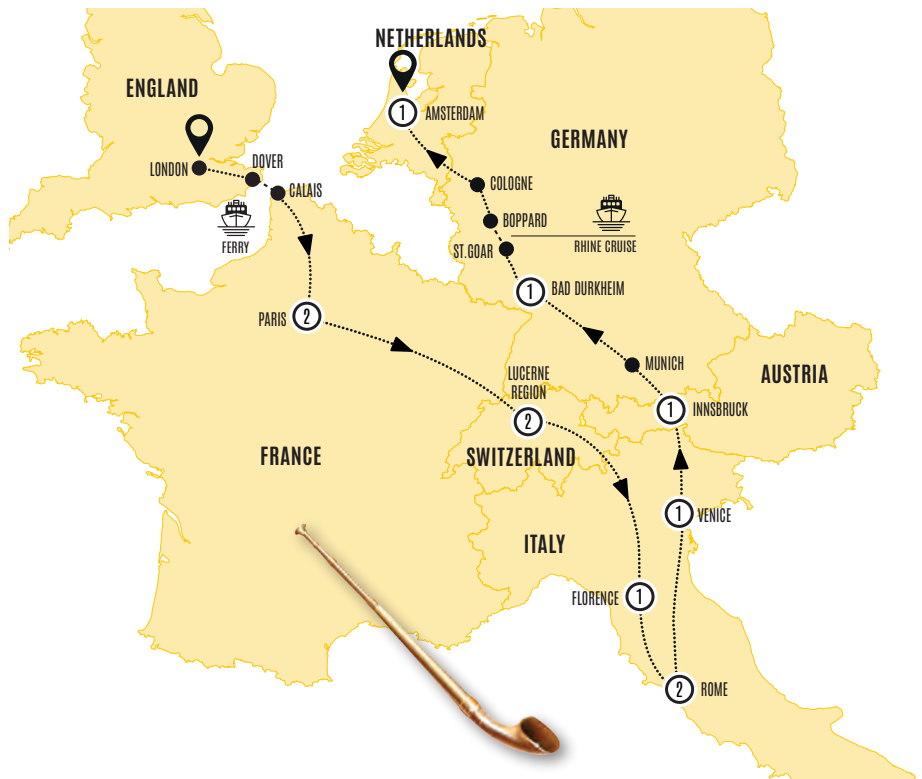 NETHERLANDS
ENGLAND
1
AMSTERDAM
GERMANY
DOVER
LONDON
CALAIS
COLOGNE
BOPPARD
FERRY
ST.GOAR
RHINE CRUISE
1
BAD DURKHEIM
PARIS
2
MUNICH
LUCERNE
REGION
AUSTRIA
2
1
INNSBRUCK
FRANCE
SWITZERLAND
1
VENICE
ITALY
FLORENCE
1
2
ROME